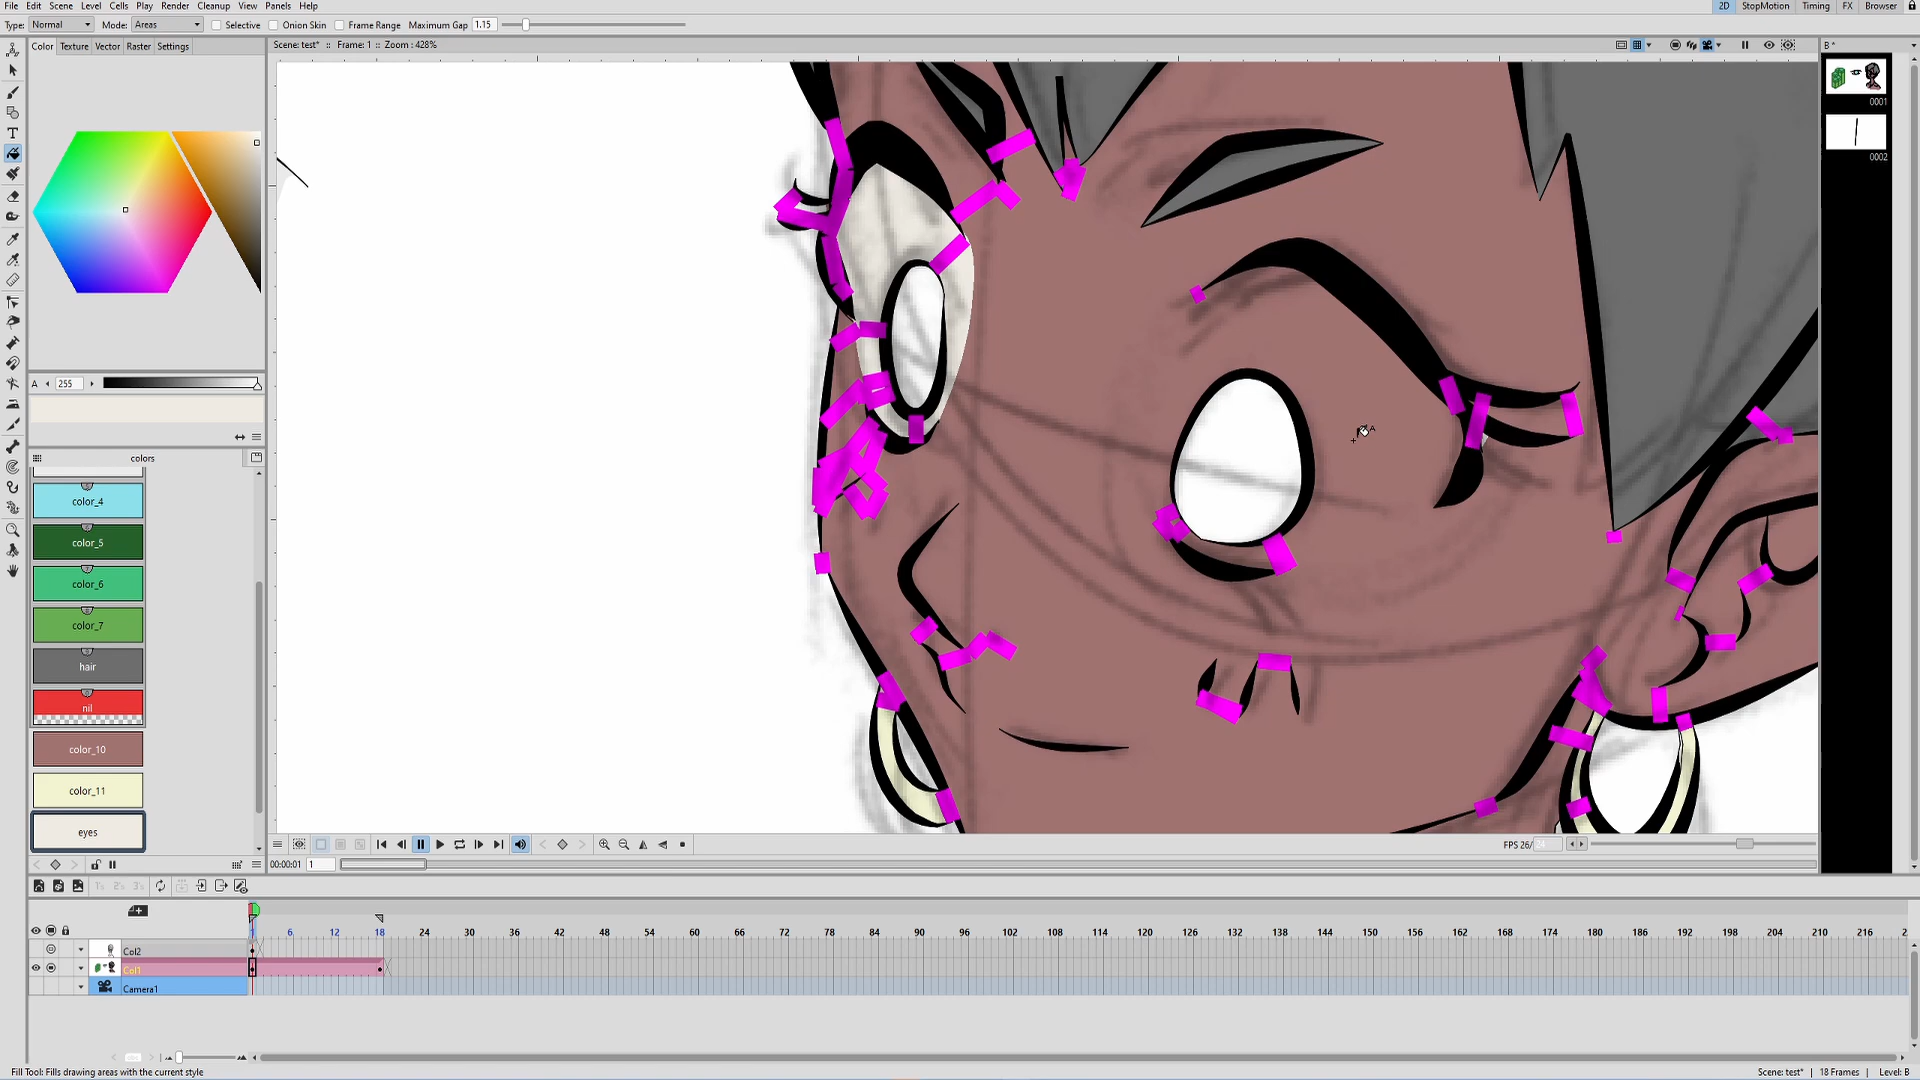 File Edit Scene Level Cells Play Render Cleanup View Panels Help
2D StopMotion Timing FX Browser
Type: Normal Mode: Areas Selective Onion Skin Frame Range Maximum Gap 1.15
Color Texture Vector Raster Settings
Scene: test* :: Frame: 1 :: Zoom : 428%
B *
0001
0002
A 255
colors
color_4
color_5
color_6
color_7
hair
nil
color_10
color_11
eyes
FPS 26/
00:00:01 1
1's 2's 3's
1 6 12 18 24 30 36 42 48 54 60 66 72 78 84 90 96 102 108 114 120 126 132 138 144 150 156 162 168 174 180 186 192 198 204 210 216
Col2
Col1
Camera1
Fill Tool: Fills drawing areas with the current style
Scene: test* | 18 Frames | Level: B